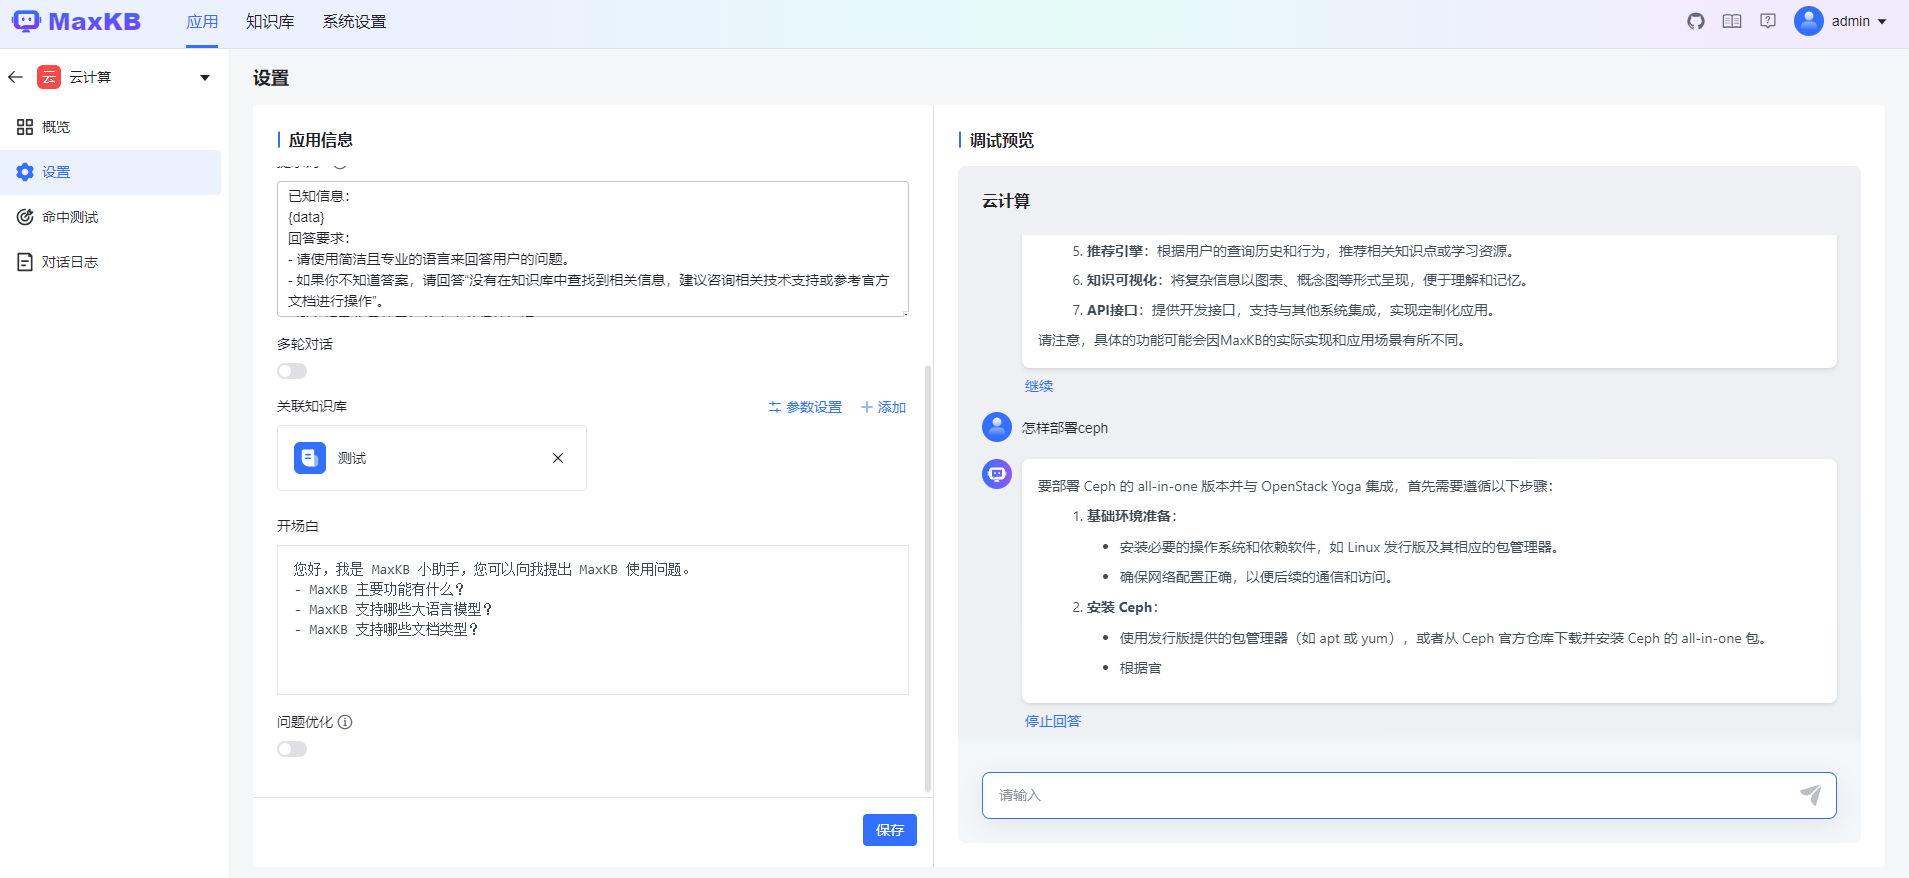 MaxKB
应用
知识库
系统设置
admin
云 云计算
概览
设置
命中测试
对话日志
设置
应用信息
已知信息：
{data}
回答要求：
- 请使用简洁且专业的语言来回答用户的问题。
- 如果你不知道答案，请回答“没有在知识库中查找到相关信息，建议咨询相关技术支持或参考官方
文档进行操作”。
多轮对话
关联知识库
参数设置
添加
测试
开场白
您好，我是 MaxKB 小助手，您可以向我提出 MaxKB 使用问题。
- MaxKB 主要功能有什么？
- MaxKB 支持哪些大语言模型？
- MaxKB 支持哪些文档类型？
问题优化
保存
调试预览
云计算
5. 推荐引擎：根据用户的查询历史和行为，推荐相关知识点或学习资源。
6. 知识可视化：将复杂信息以图表、概念图等形式呈现，便于理解和记忆。
7. API接口：提供开发接口，支持与其他系统集成，实现定制化应用。
请注意，具体的功能可能会因MaxKB的实际实现和应用场景有所不同。
继续
怎样部署ceph
要部署 Ceph 的 all-in-one 版本并与 OpenStack Yoga 集成，首先需要遵循以下步骤：
1. 基础环境准备：
• 安装必要的操作系统和依赖软件，如 Linux 发行版及其相应的包管理器。
• 确保网络配置正确，以便后续的通信和访问。
2. 安装 Ceph：
• 使用发行版提供的包管理器（如 apt 或 yum），或者从 Ceph 官方仓库下载并安装 Ceph 的 all-in-one 包。
• 根据官
停止回答
请输入